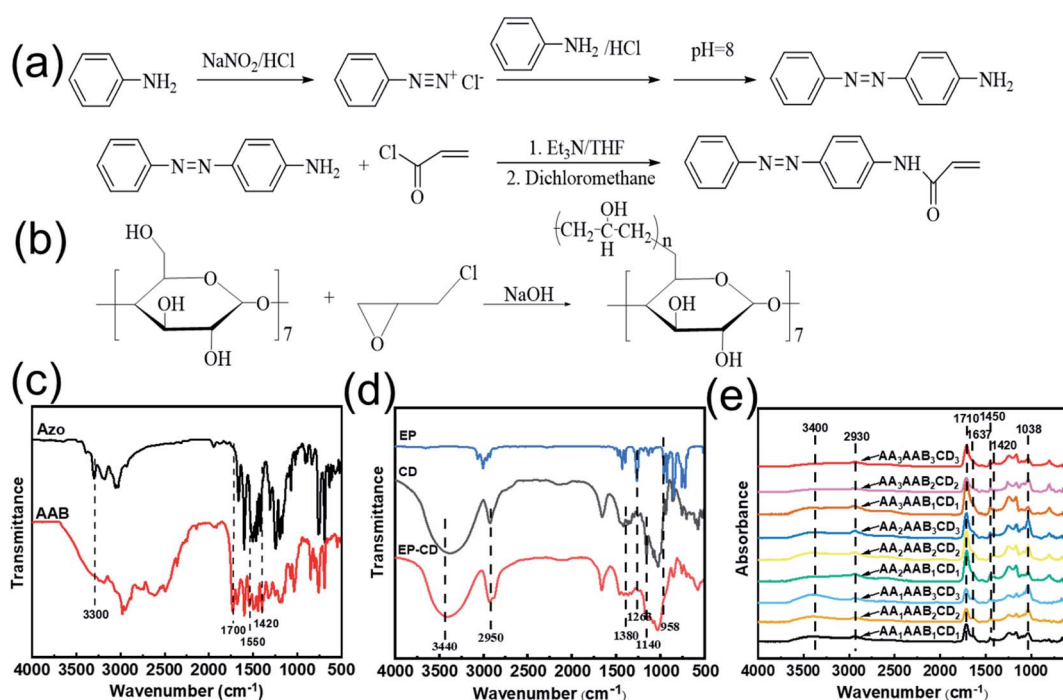 (a)
NH₂
NaNO₂/HCl
N≡N⁺ Cl⁻
NH₂ /HCl
pH=8
N=N
NH₂
N=N
NH₂
+
Cl
O
1. Et₃N/THF
2. Dichloromethane
N=N
NH
O
(b)
HO
O
OH
O
OH
7
+
Cl
O
NaOH
OH
(CH₂-C-CH₂)n
H
O
OH
O
OH
7
(c)
Azo
AAB
3300
1700
1550
1420
Transmittance
4000 3500 3000 2500 2000 1500 1000 500
Wavenumber (cm⁻¹)
(d)
EP
CD
EP-CD
3440
2950
1380
1263
1140
958
Transmittance
4000 3500 3000 2500 2000 1500 1000 500
Wavenumber (cm⁻¹)
(e)
3400
2930
1710
1637
1450
1420
1038
AA₃AAB₃CD₃
AA₃AAB₂CD₂
AA₃AAB₁CD₁
AA₂AAB₃CD₃
AA₂AAB₂CD₂
AA₂AAB₁CD₁
AA₁AAB₃CD₃
AA₁AAB₂CD₂
AA₁AAB₁CD₁
Absorbance
4000 3500 3000 2500 2000 1500 1000
Wavenumber (cm⁻¹)